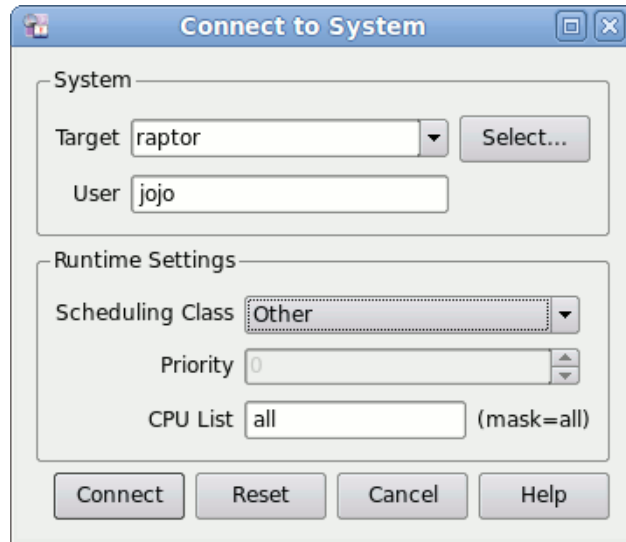 Connect to System
System
Target raptor Select...
User jojo
Runtime Settings
Scheduling Class Other
Priority 0
CPU List all (mask=all)
Connect Reset Cancel Help